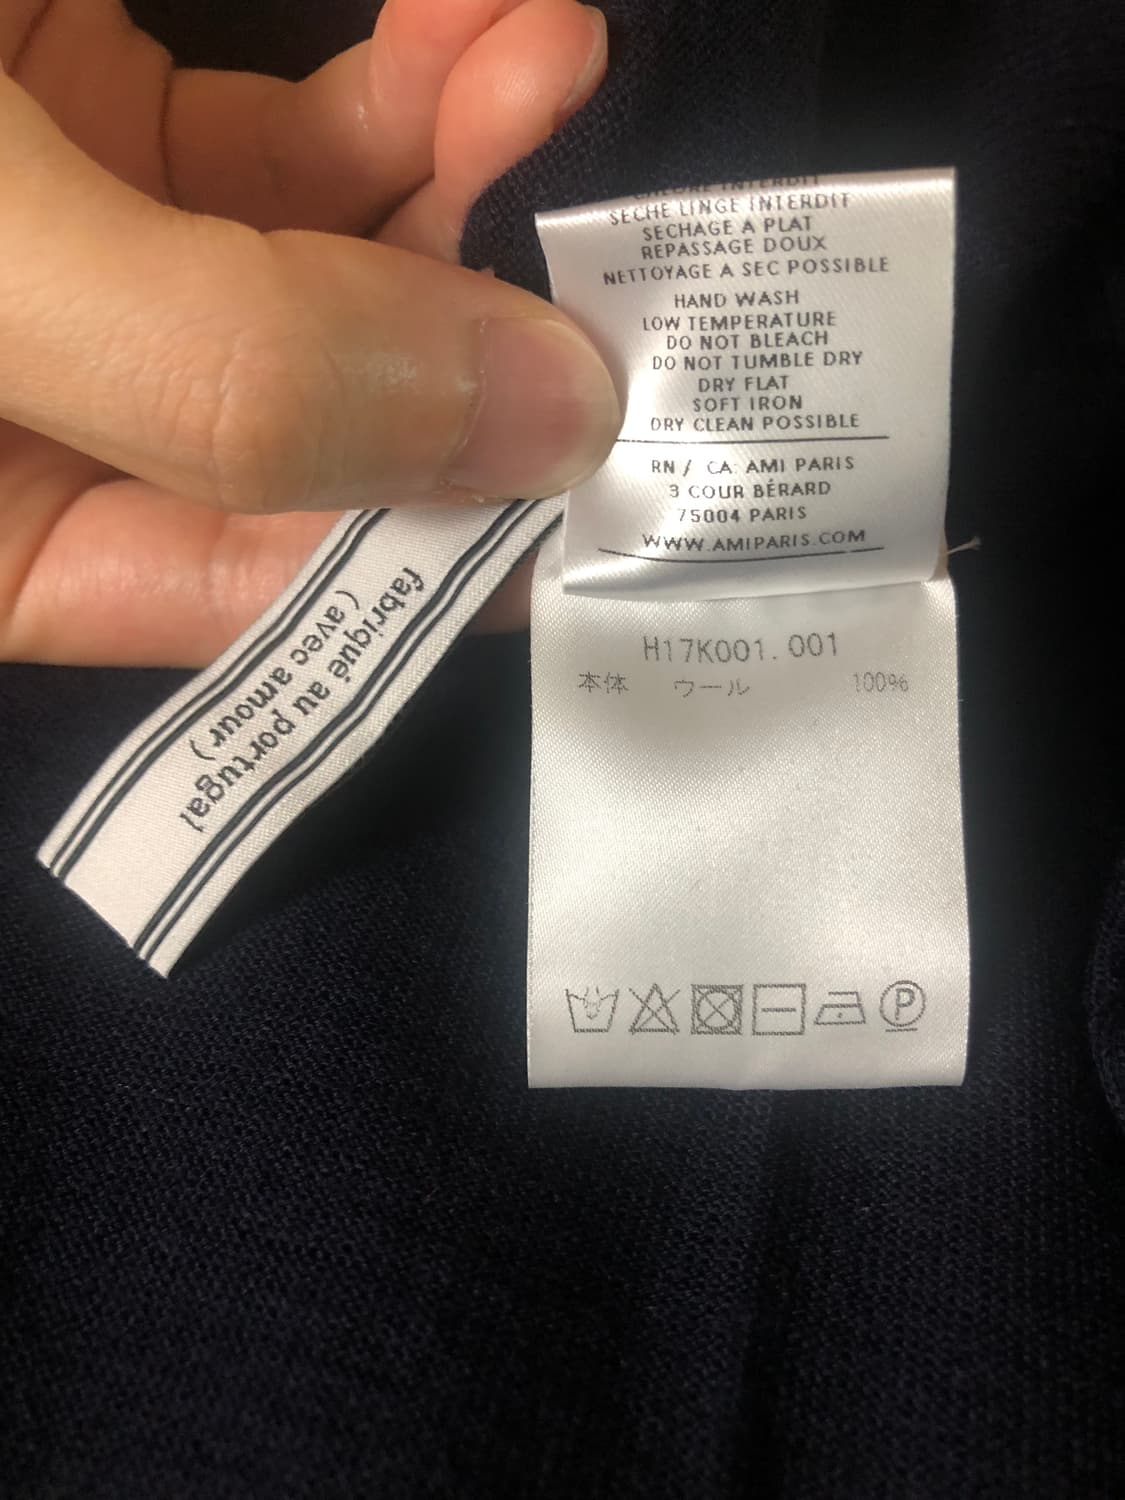 CHLORE INTERDIT
SECHE LINGE INTERDIT
SECHAGE A PLAT
REPASSAGE DOUX
NETTOYAGE A SEC POSSIBLE
HAND WASH
LOW TEMPERATURE
DO NOT BLEACH
DO NOT TUMBLE DRY
DRY FLAT
SOFT IRON
DRY CLEAN POSSIBLE
RN / CA: AMI PARIS
3 COUR BÉRARD
75004 PARIS
WWW.AMIPARIS.COM
H17K001.001
本体 ウール 100%
P
fabriqué au portugal
(avec amour)